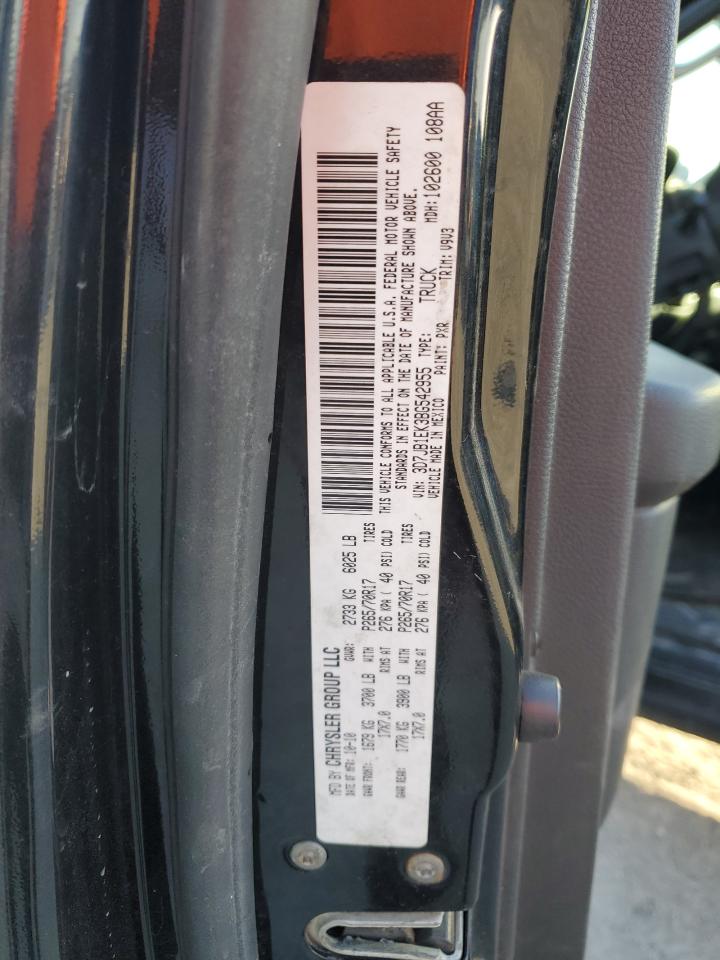 MFD BY CHRYSLER GROUP LLC
DATE OF MFR: 10-10 GVWR: 2733 KG 6025 LB
GAWR FRONT: 1679 KG 3700 LB WITH P265/70R17 TIRES
17X7.0 RIMS AT 276 KPA ( 40 PSI) COLD
GAWR REAR: 1770 KG 3900 LB WITH P265/70R17 TIRES
17X7.0 RIMS AT 276 KPA ( 40 PSI) COLD
THIS VEHICLE CONFORMS TO ALL APPLICABLE U.S.A. FEDERAL MOTOR VEHICLE SAFETY
STANDARDS IN EFFECT ON THE DATE OF MANUFACTURE SHOWN ABOVE.
VIN: 3D7JB1EK3BG542955 TYPE: TRUCK MDH: 102600 108AA
VEHICLE MADE IN MEXICO PAINT: PXR TRIM: V9V3